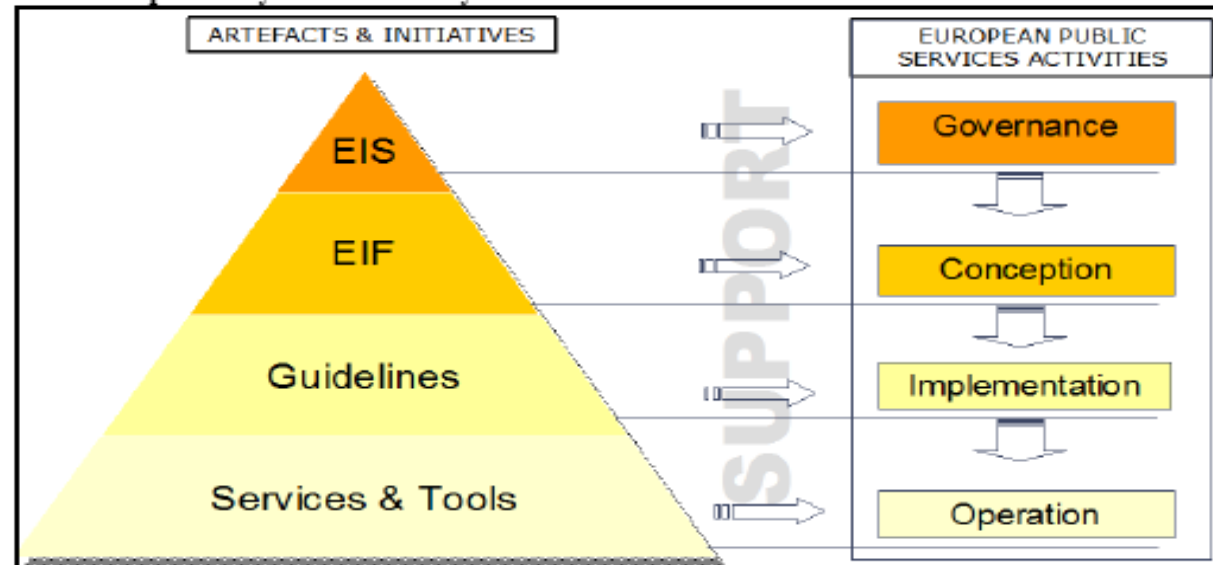 ARTEFACTS & INITIATIVES
EUROPEAN PUBLIC
SERVICES ACTIVITIES
EIS
Governance
EIF
Conception
Guidelines
Implementation
Services & Tools
Operation
SUPPORT